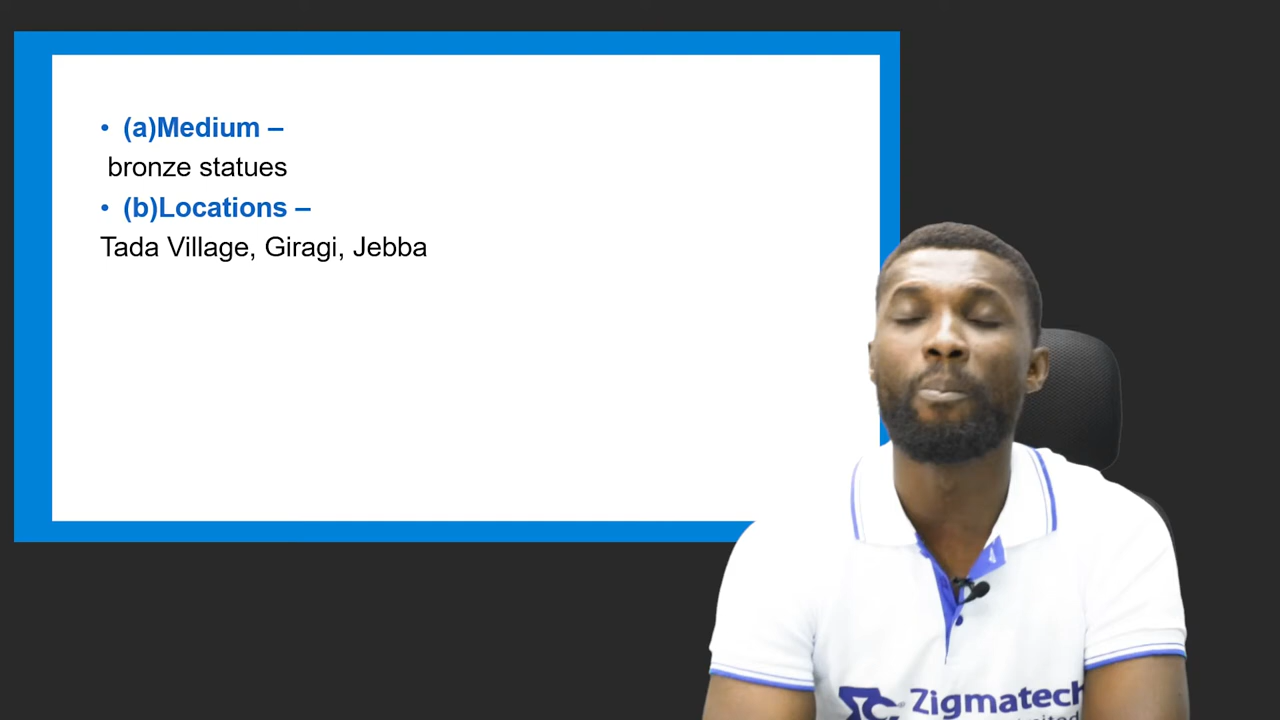 • (a)Medium –
bronze statues
• (b)Locations –
Tada Village, Giragi, Jebba
Zigmatech